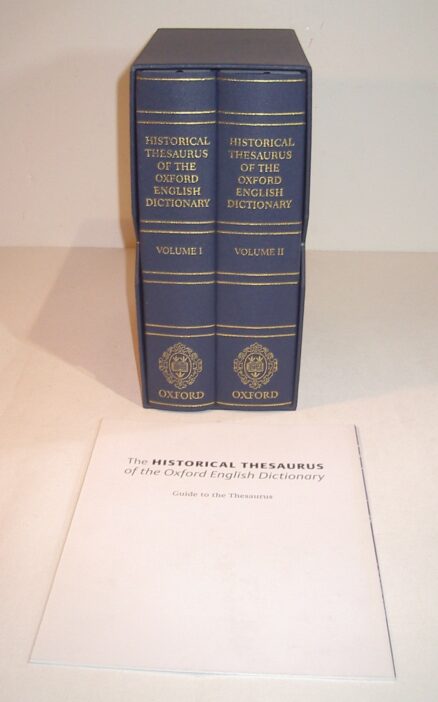 HISTORICAL
THESAURUS
OF THE
OXFORD
ENGLISH
DICTIONARY
VOLUME I
OXFORD
HISTORICAL
THESAURUS
OF THE
OXFORD
ENGLISH
DICTIONARY
VOLUME II
OXFORD
The HISTORICAL THESAURUS
of the Oxford English Dictionary
Guide to the Thesaurus